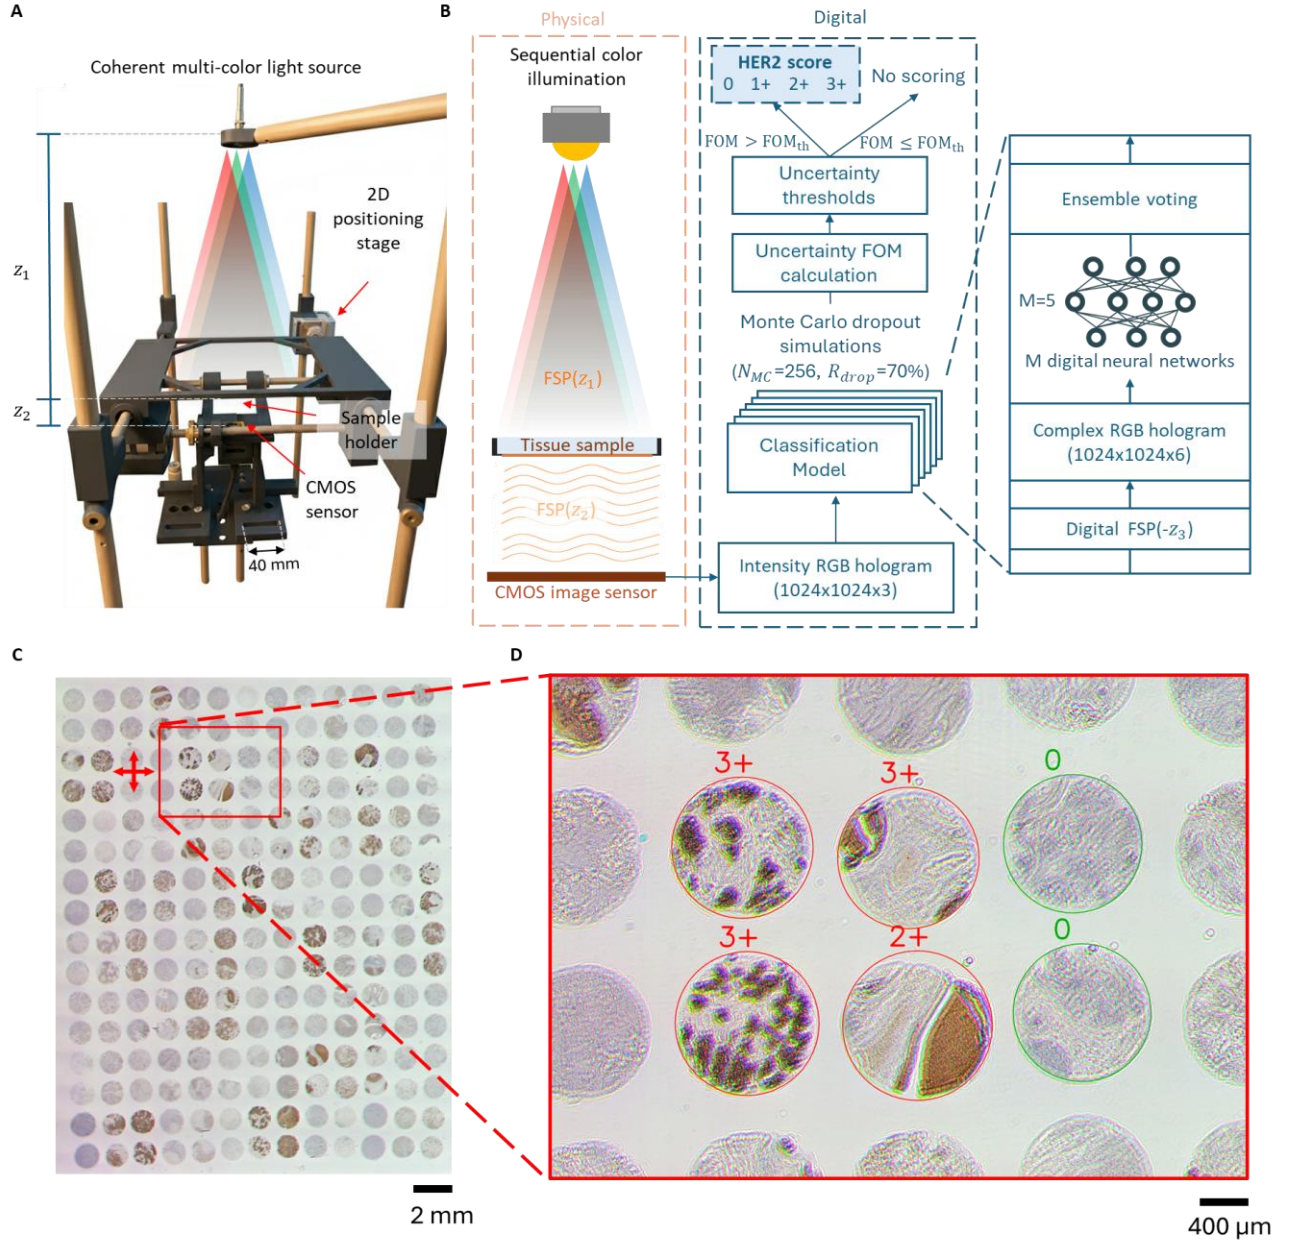 A
Coherent multi-color light source
z₁
2D
positioning
stage
z₂
Sample
holder
CMOS
sensor
40 mm
B
Physical
Sequential color
illumination
FSP(z₁)
Tissue sample
FSP(z₂)
CMOS image sensor
Digital
HER2 score
0 1+ 2+ 3+
No scoring
FOM > FOMth
FOM ≤ FOMth
Uncertainty
thresholds
Uncertainty FOM
calculation
Monte Carlo dropout
simulations
(N_MC=256, R_drop=70%)
Classification
Model
Intensity RGB hologram
(1024x1024x3)
Ensemble voting
M=5
M digital neural networks
Complex RGB hologram
(1024x1024x6)
Digital FSP(-z₃)
C
2 mm
D
3+
3+
0
3+
2+
0
400 µm